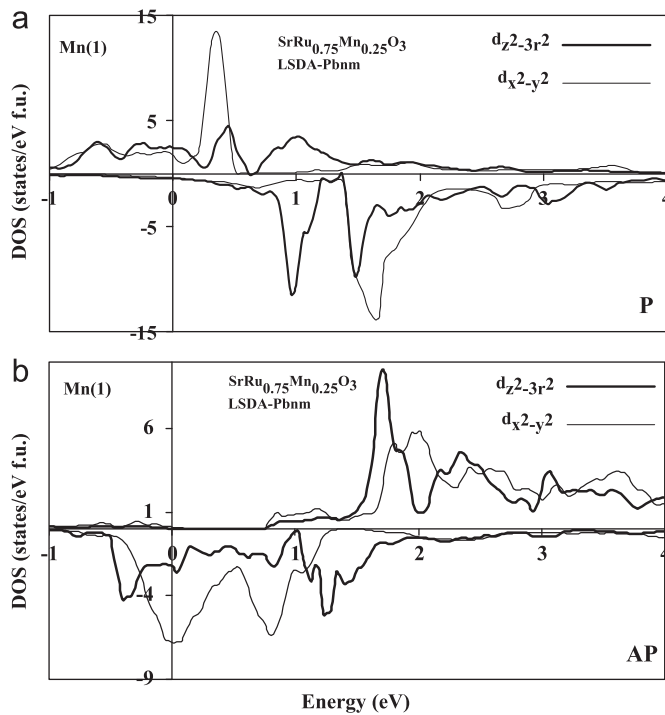 a
15
Mn(1)
SrRu0.75Mn0.25O3
LSDA-Pbnm
dz2-3r2
dx2-y2
5
-1 0 1 2 3 4
-5
-15
P
DOS (states/eV f.u.)
b
Mn(1)
SrRu0.75Mn0.25O3
LSDA-Pbnm
dz2-3r2
dx2-y2
6
1
-1 0 1 2 3 4
-4
-9
AP
DOS (states/eV f.u.)
Energy (eV)